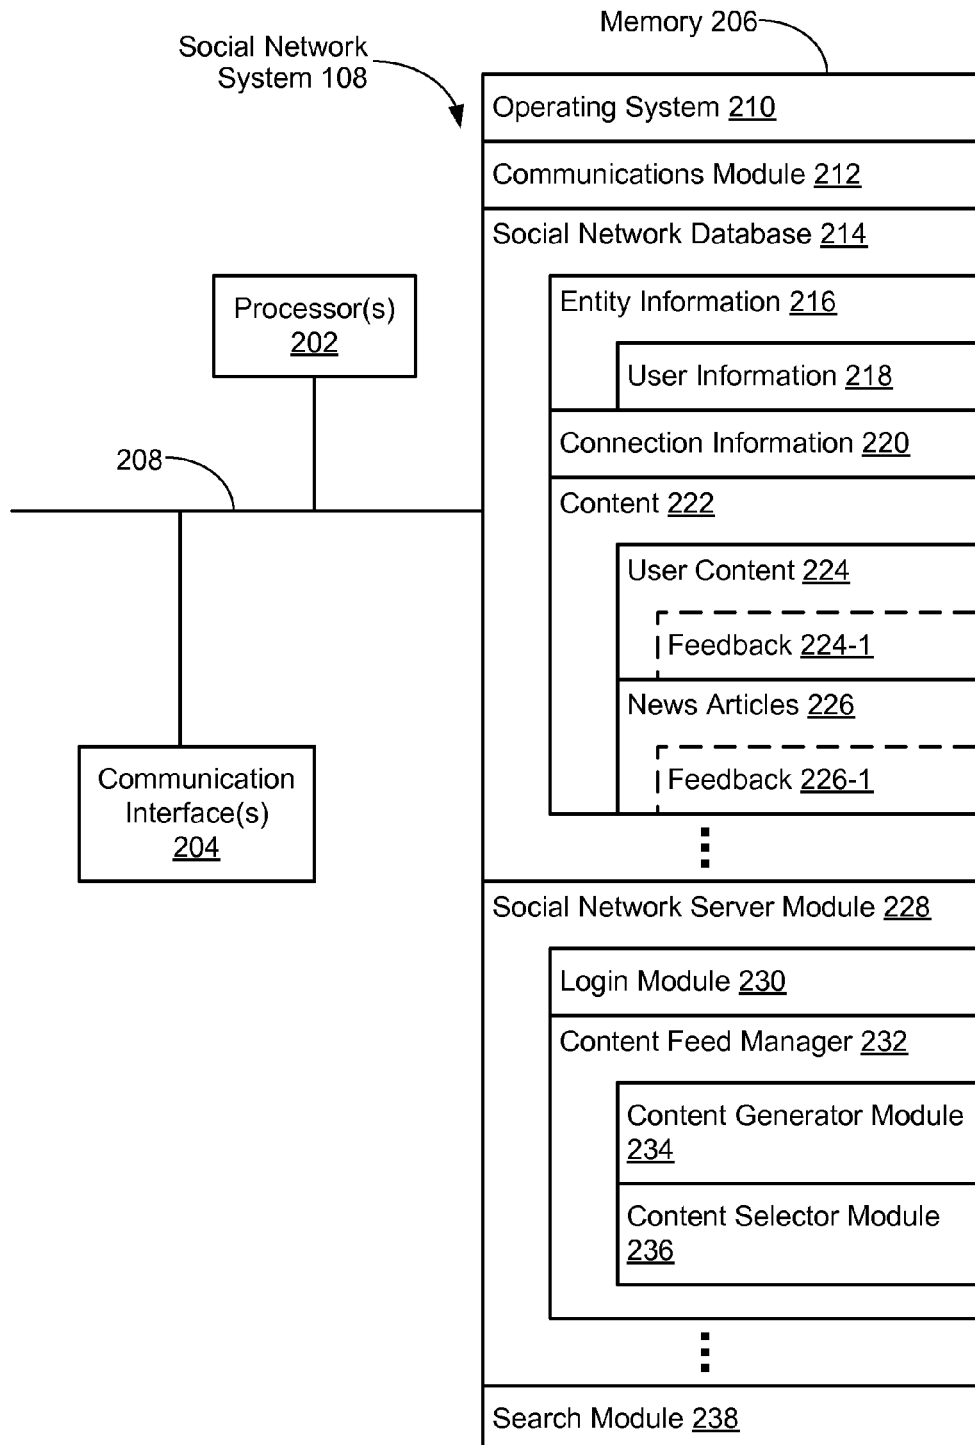 Memory 206
Social Network
System 108
Operating System 210
Communications Module 212
Social Network Database 214
Entity Information 216
User Information 218
Connection Information 220
Content 222
User Content 224
Feedback 224-1
News Articles 226
Feedback 226-1
Processor(s)
202
208
Communication
Interface(s)
204
Social Network Server Module 228
Login Module 230
Content Feed Manager 232
Content Generator Module
234
Content Selector Module
236
Search Module 238